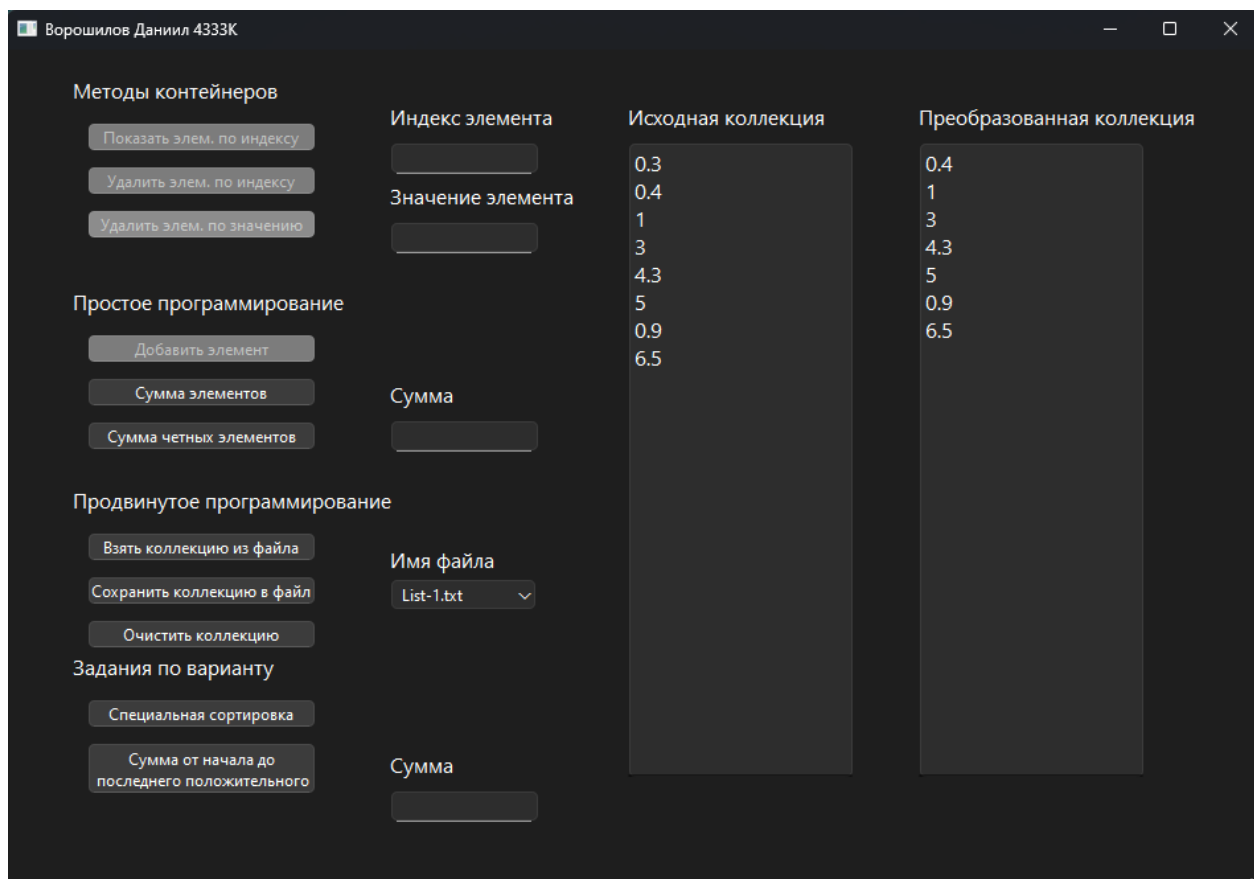 Ворошилов Даниил 4333К
Методы контейнеров
Показать элем. по индексу
Удалить элем. по индексу
Удалить элем. по значению
Индекс элемента
Значение элемента
Простое программирование
Добавить элемент
Сумма элементов
Сумма четных элементов
Сумма
Продвинутое программирование
Взять коллекцию из файла
Сохранить коллекцию в файл
Очистить коллекцию
Имя файла
List-1.txt
Задания по варианту
Специальная сортировка
Сумма от начала до
последнего положительного
Сумма
Исходная коллекция
0.3
0.4
1
3
4.3
5
0.9
6.5
Преобразованная коллекция
0.4
1
3
4.3
5
0.9
6.5